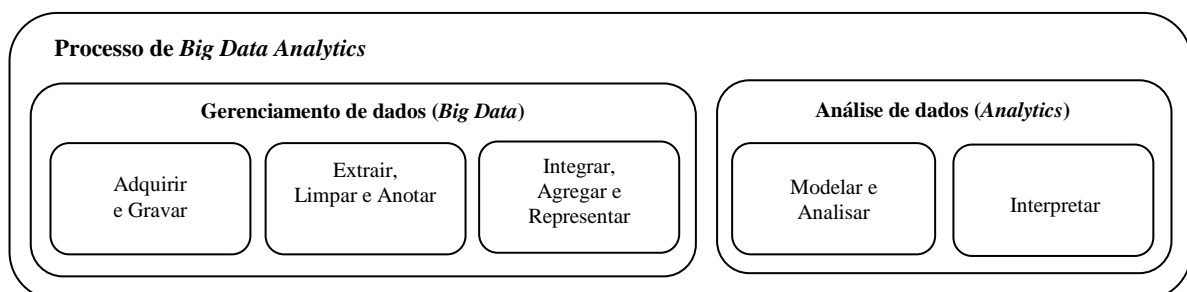 Processo de Big Data Analytics
Gerenciamento de dados (Big Data)
Adquirir
e Gravar
Extrair,
Limpar e Anotar
Integrar,
Agregar e
Representar
Análise de dados (Analytics)
Modelar e
Analisar
Interpretar